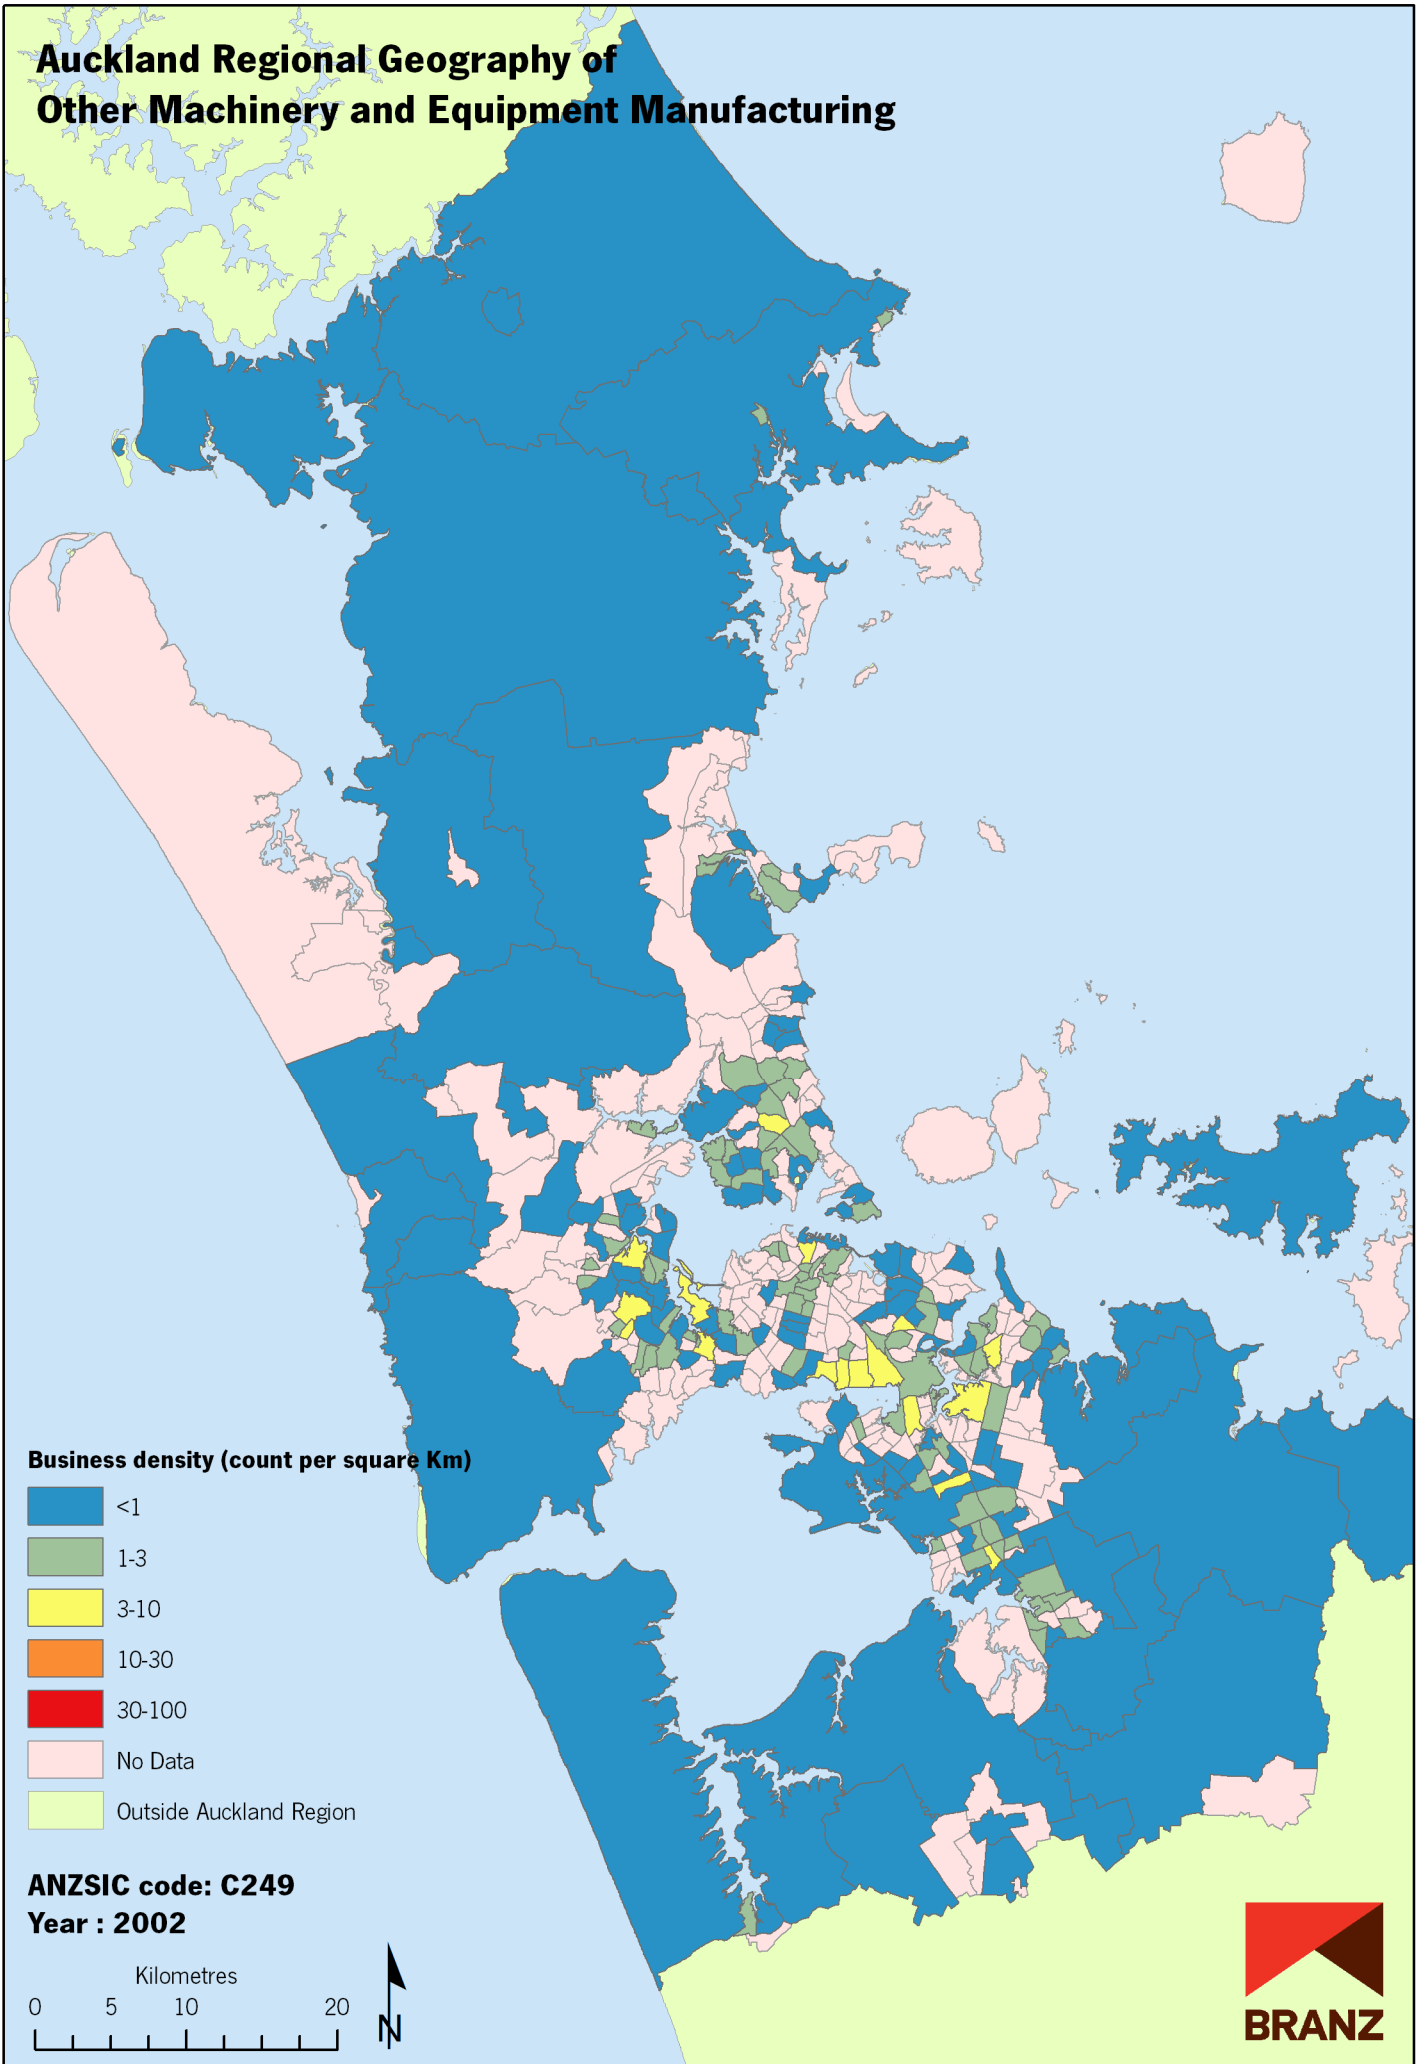 Auckland Regional Geography of
Other Machinery and Equipment Manufacturing
Business density (count per square Km)
<1
1-3
3-10
10-30
30-100
No Data
Outside Auckland Region
ANZSIC code: C249
Year : 2002
Kilometres
0 5 10 20
N
BRANZ